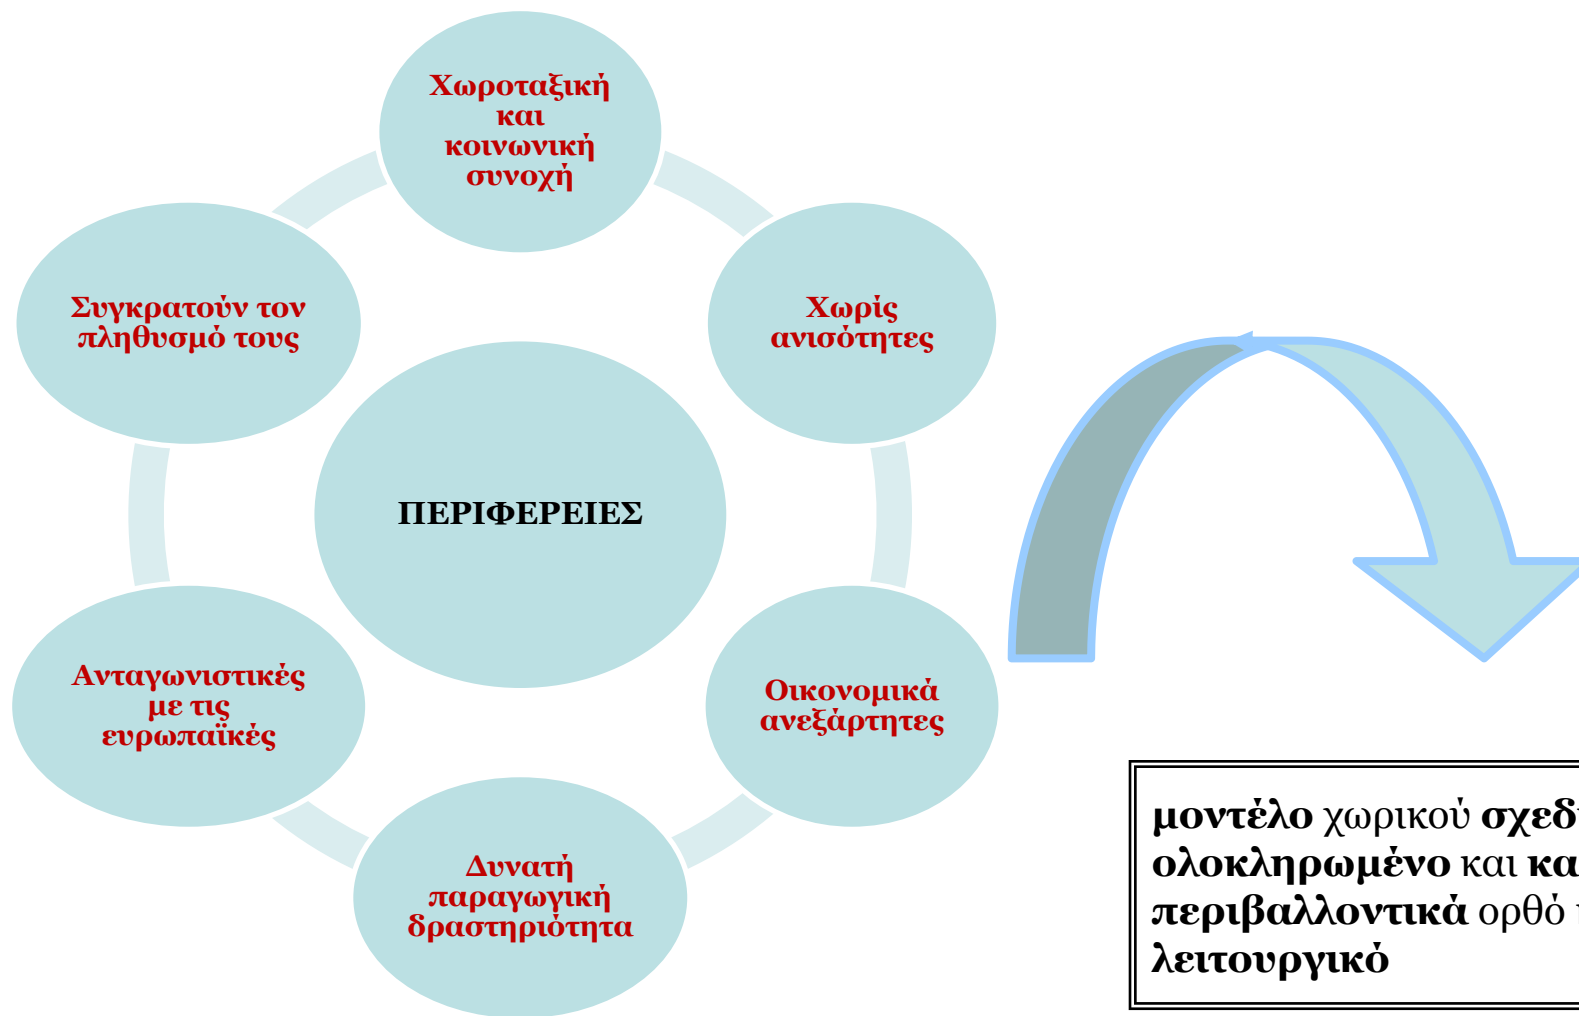 Χωροταξική
και
κοινωνική
συνοχή
Χωρίς
ανισότητες
Οικονομικά
ανεξάρτητες
Δυνατή
παραγωγική
δραστηριότητα
Ανταγωνιστικές
με τις
ευρωπαϊκές
Συγκρατούν τον
πληθυσμό τους
ΠΕΡΙΦΕΡΕΙΕΣ
μοντέλο χωρικού
ολοκληρωμένο και
περιβαλλοντικά ορθό
λειτουργικό